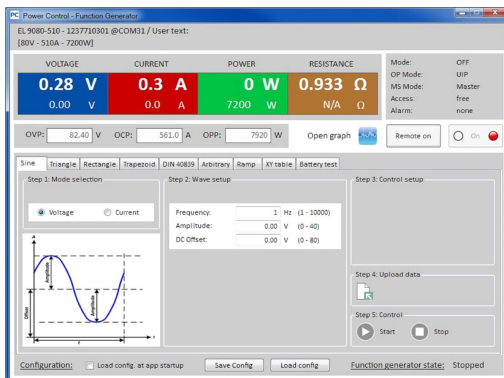 PC Power Control - Function Generator
EL 9080-510 - 1237710301 @COM31 / User text:
[80V - 510A - 7200W]
VOLTAGE CURRENT POWER RESISTANCE
0.28 V 0.3 A 0 W 0.933 Ω
0.00 V 0.0 A 7200 W N/A Ω
Mode: OFF
OP Mode: UIP
MS Mode: Master
Access: free
Alarm: none
OVP: 82.40 V OCP: 561.0 A OPP: 7920 W Open graph Remote on On
Sine Triangle Rectangle Trapezoid DIN 40839 Arbitrary Ramp XY table Battery test
Step 1: Mode selection
Voltage Current
Step 2: Wave setup
Frequency: 1 Hz (1 - 10000)
Amplitude: 0.00 V (0 - 40)
DC Offset: 0.00 V (0 - 80)
Step 3: Control setup
A
Amplitude
Amplitude
Offset
Step 4: Upload data
Step 5: Control
Start Stop
Configuration: Load config. at app startup Save Config Load config Function generator state: Stopped